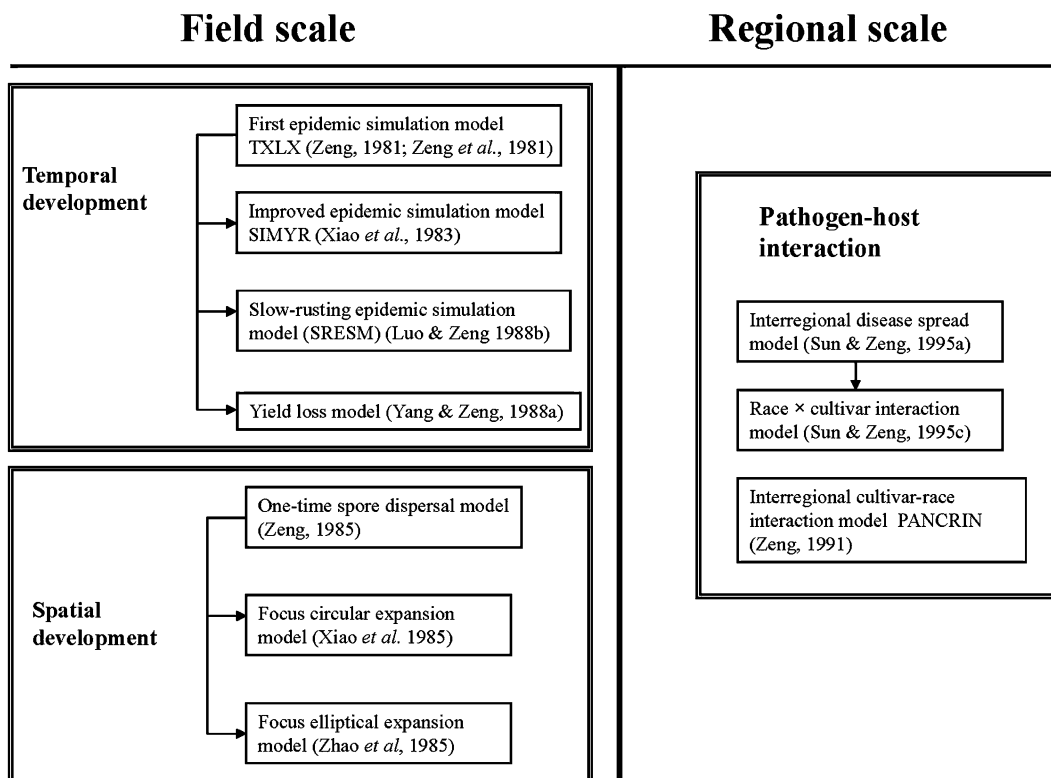 Field scale
Regional scale
Temporal
development
First epidemic simulation model
TXLX (Zeng, 1981; Zeng et al., 1981)
Improved epidemic simulation model
SIMYR (Xiao et al., 1983)
Slow-rusting epidemic simulation
model (SRESM) (Luo & Zeng 1988b)
Yield loss model (Yang & Zeng, 1988a)
Spatial
development
One-time spore dispersal model
(Zeng, 1985)
Focus circular expansion
model (Xiao et al. 1985)
Focus elliptical expansion
model (Zhao et al, 1985)
Pathogen-host
interaction
Interregional disease spread
model (Sun & Zeng, 1995a)
Race × cultivar interaction
model (Sun & Zeng, 1995c)
Interregional cultivar-race
interaction model PANCRIN
(Zeng, 1991)